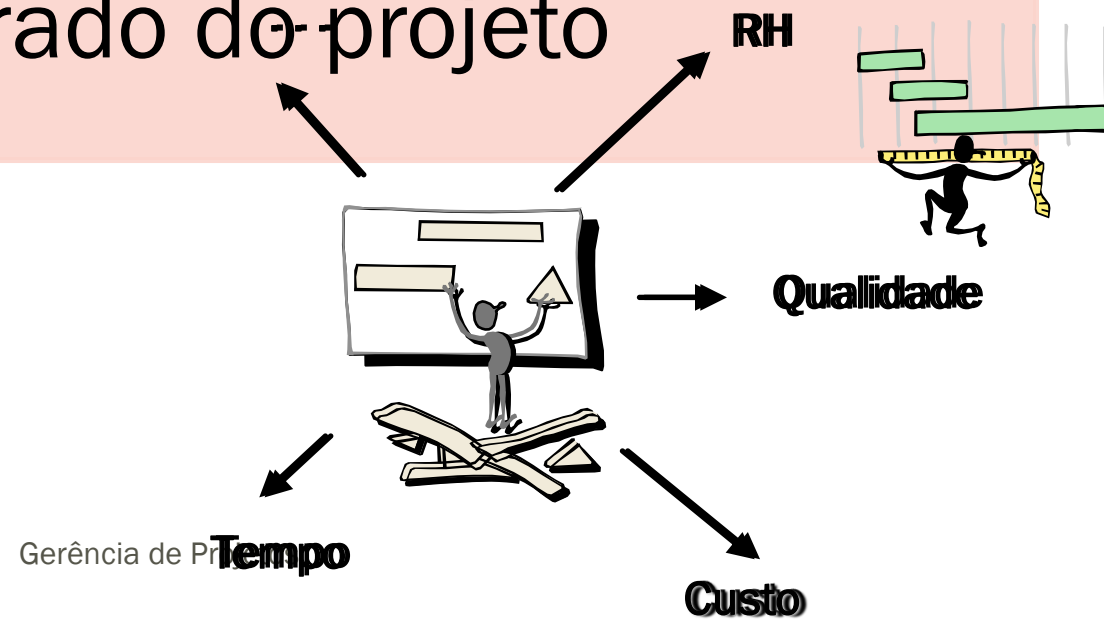 rado do projeto
...
RH
Qualidade
Gerência de Pr
Tempo
Custo